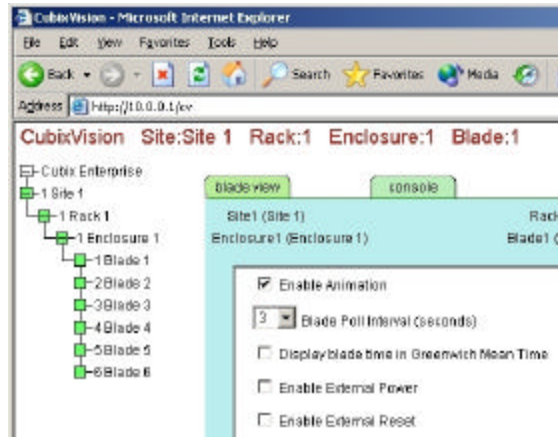 CubixVision - Microsoft Internet Explorer
File Edit View Favorites Tools Help
Back Search Favorites Media
Address http://10.0.0.1/cv
CubixVision Site:Site 1 Rack:1 Enclosure:1 Blade:1
Cubix Enterprise
1 Site 1
1 Rack 1
1 Enclosure 1
1 Blade 1
2 Blade 2
3 Blade 3
4 Blade 4
5 Blade 5
6 Blade 6
blade view console
Site1 (Site 1) Rack
Enclosure1 (Enclosure 1) Blade1 (
Enable Animation
3 Blade Poll Interval (seconds)
Display blade time in Greenwich Mean Time
Enable External Power
Enable External Reset